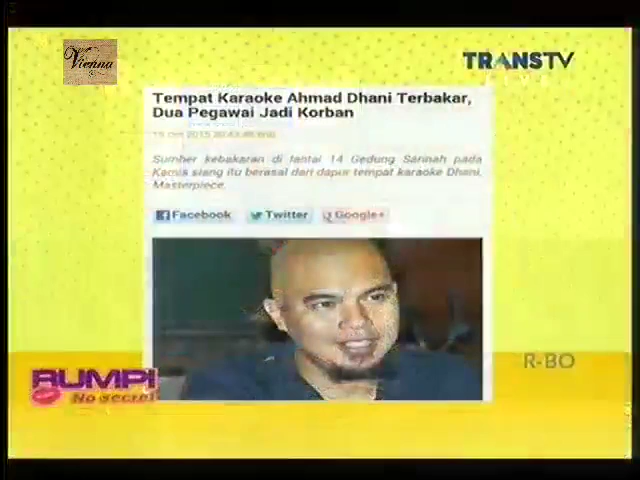 Vienna
TRANSTV
Tempat Karaoke Ahmad Dhani Terbakar,
Dua Pegawai Jadi Korban
Sumber kebakaran di lantai 14 Gedung Sarinah pada
Kamis siang itu berasal dari dapur tempat karaoke Dhani,
Masterpiece.
Facebook Twitter Google+
R-BO
RUMPI
No secret